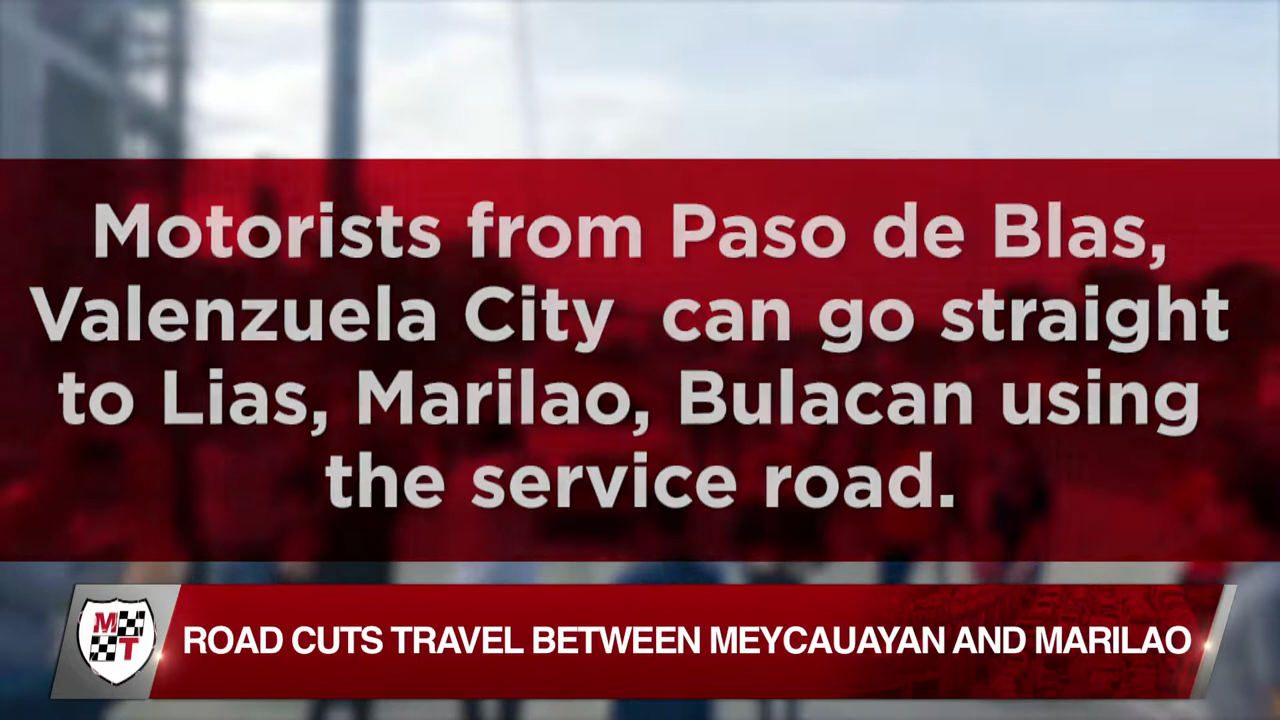 Motorists from Paso de Blas,
Valenzuela City  can go straight
to Lias, Marilao, Bulacan using
the service road.
M
T
ROAD CUTS TRAVEL BETWEEN MEYCAUAYAN AND MARILAO